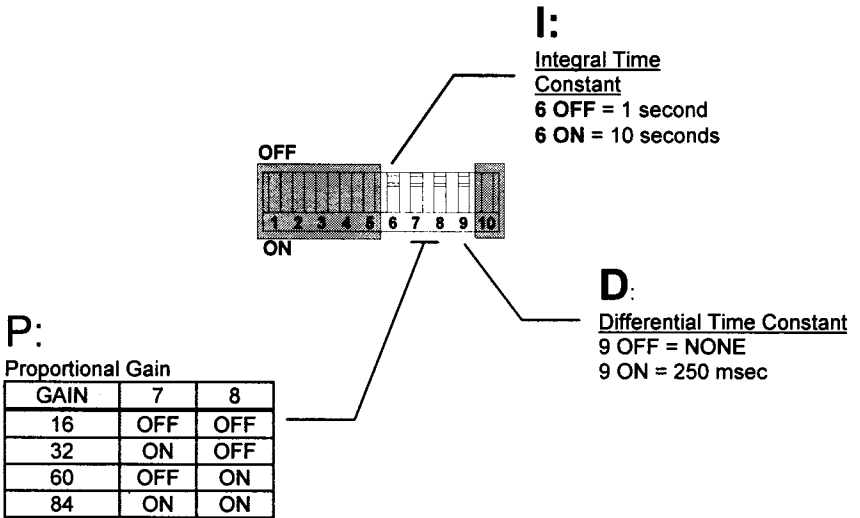 I:
Integral Time
Constant
6 OFF = 1 second
6 ON = 10 seconds
OFF
1 2 3 4 5 6 7 8 9 10
ON
D:
Differential Time Constant
9 OFF = NONE
9 ON = 250 msec
P:
Proportional Gain
GAIN 7 8
16 OFF OFF
32 ON OFF
60 OFF ON
84 ON ON